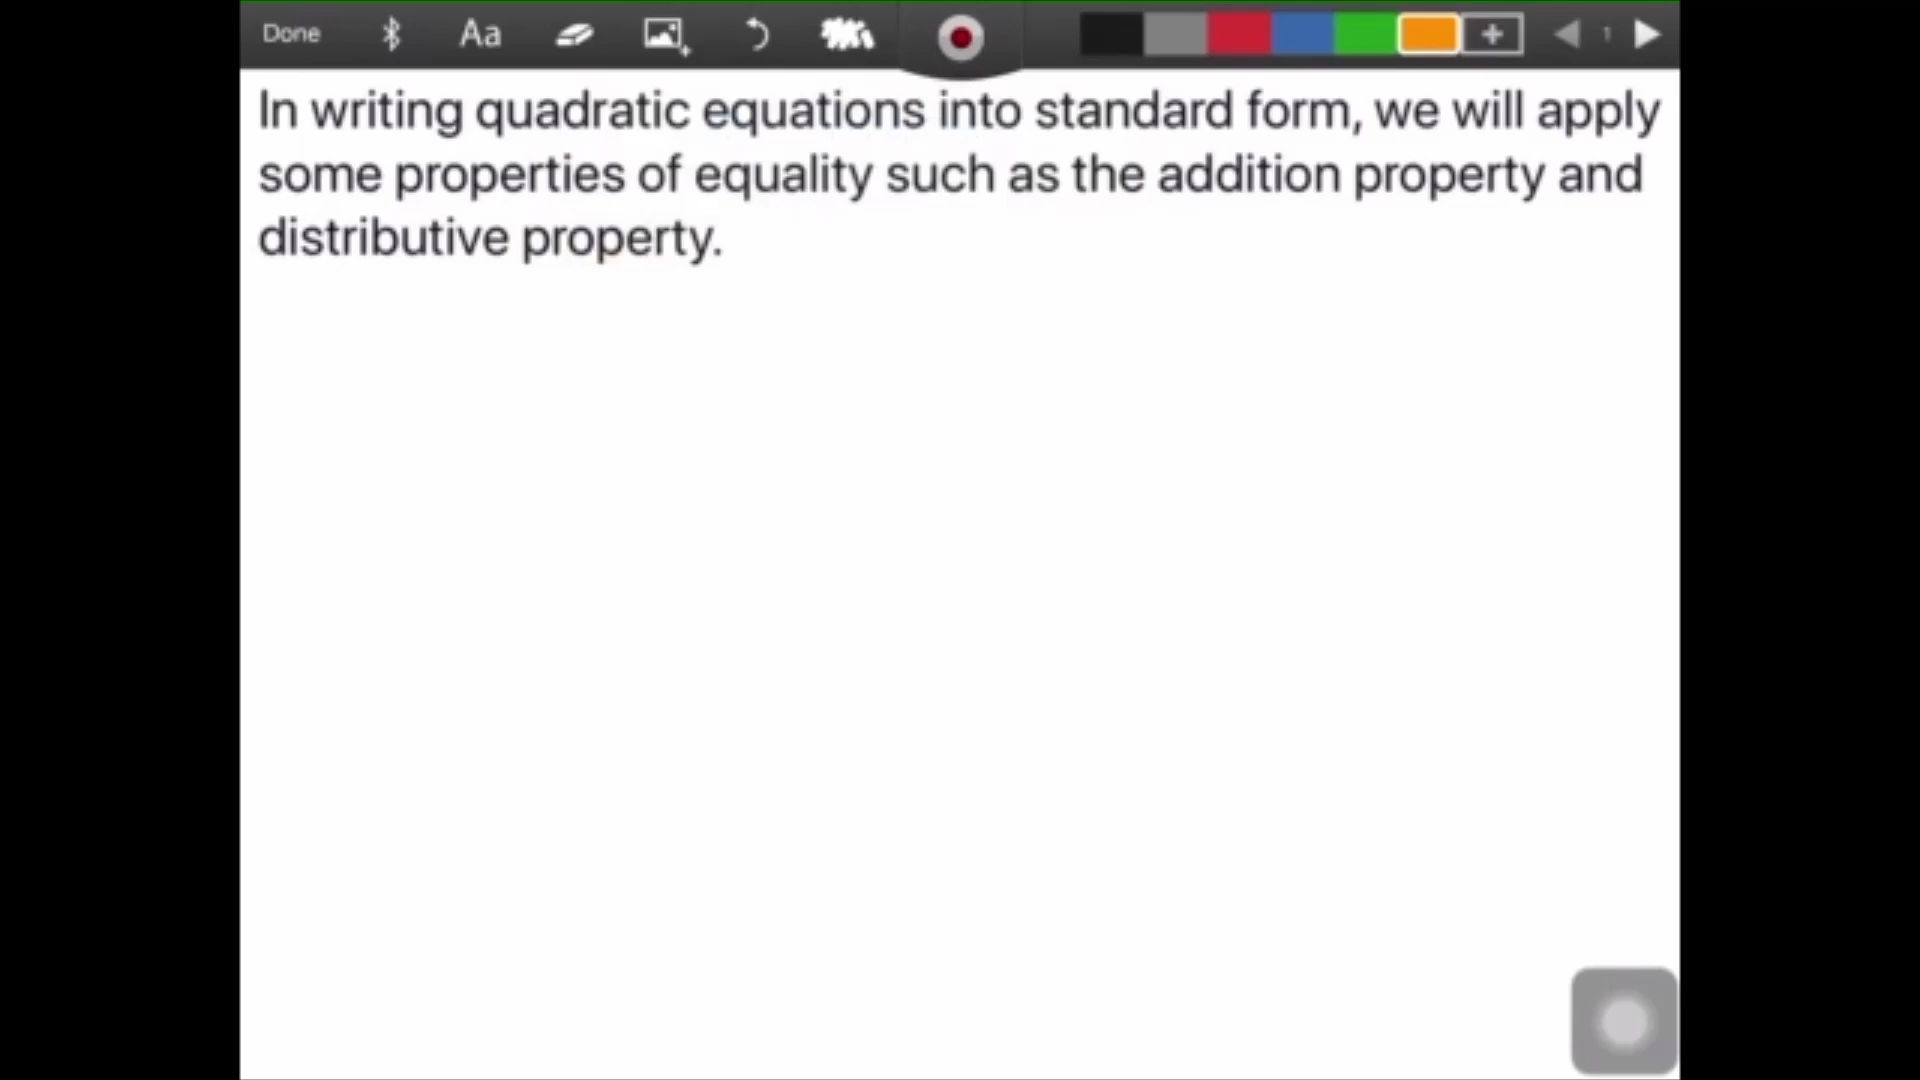 Done Aa 1
In writing quadratic equations into standard form, we will apply
some properties of equality such as the addition property and
distributive property.